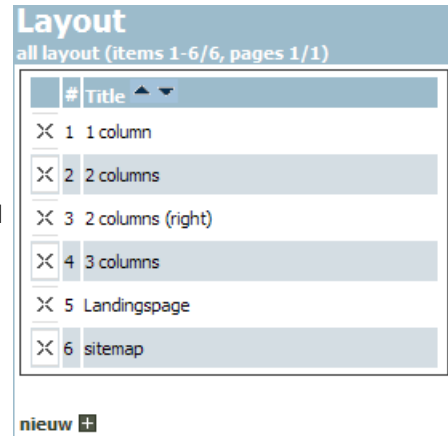 Layout
all layout (items 1-6/6, pages 1/1)
# Title
1 1 column
2 2 columns
3 2 columns (right)
4 3 columns
5 Landingspage
6 sitemap
nieuw